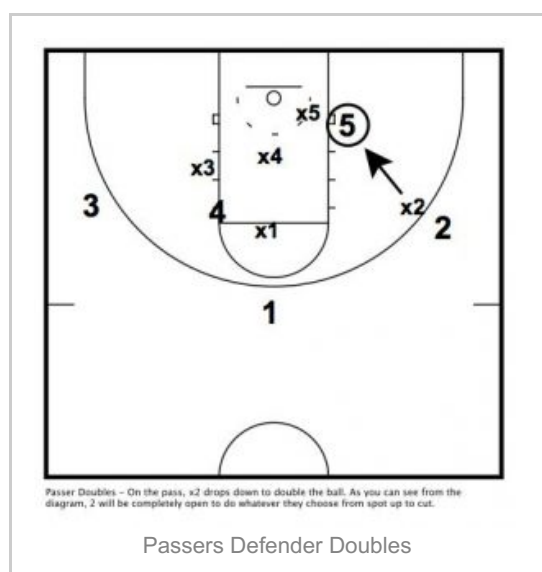 x5
5
x4
x3
3
4
x2
2
x1
1
Passer Doubles – On the pass, x2 drops down to double the ball. As you can see from the
diagram, 2 will be completely open to do whatever they choose from spot up to cut.
Passers Defender Doubles